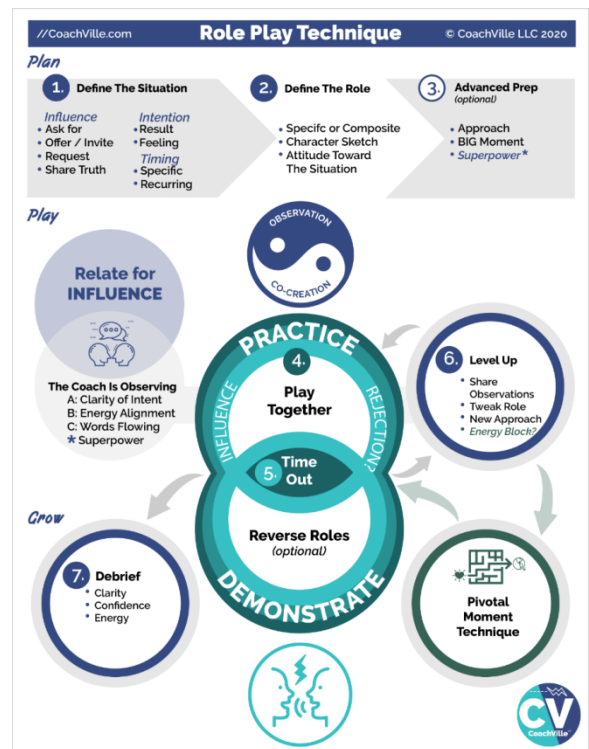 //CoachVille.com
Role Play Technique
© CoachVille LLC 2020
Plan
1. Define The Situation
Influence
• Ask for
• Offer / Invite
• Request
• Share Truth
Intention
• Result
• Feeling
Timing
• Specific
• Recurring
2. Define The Role
• Specifc or Composite
• Character Sketch
• Attitude Toward
The Situation
3. Advanced Prep
(optional)
• Approach
• BIG Moment
• Superpower*
Play
OBSERVATION
CO-CREATION
Relate for
INFLUENCE
The Coach Is Observing
A: Clarity of Intent
B: Energy Alignment
C: Words Flowing
* Superpower
PRACTICE
4.
Play
Together
INFLUENCE
REJECTION?
5. Time
Out
Reverse Roles
(optional)
DEMONSTRATE
6. Level Up
• Share
Observations
• Tweak Role
• New Approach
• Energy Block?
Grow
7. Debrief
• Clarity
• Confidence
• Energy
Pivotal
Moment
Technique
CV
CoachVille